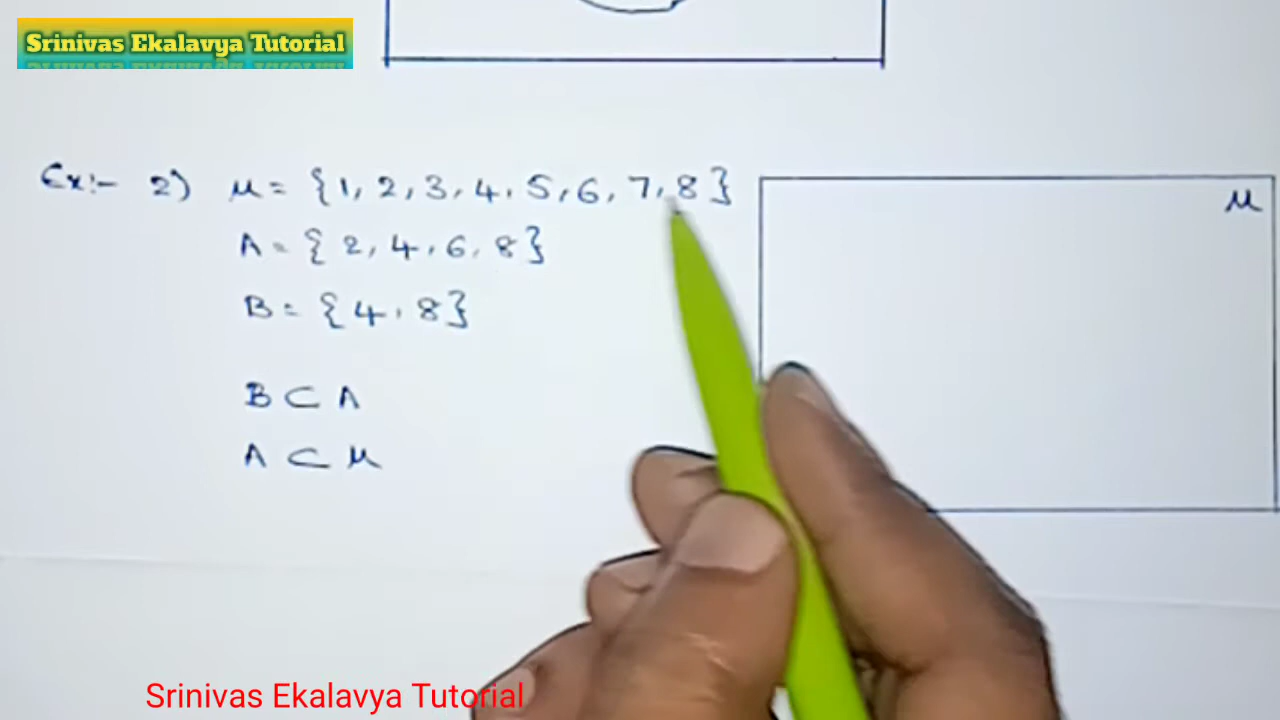 Srinivas Ekalavya Tutorial
Ex:- 2) μ = {1, 2, 3, 4, 5, 6, 7, 8}
μ
A = {2, 4, 6, 8}
B = {4, 8}
B ⊂ A
A ⊂ μ
Srinivas Ekalavya Tutorial